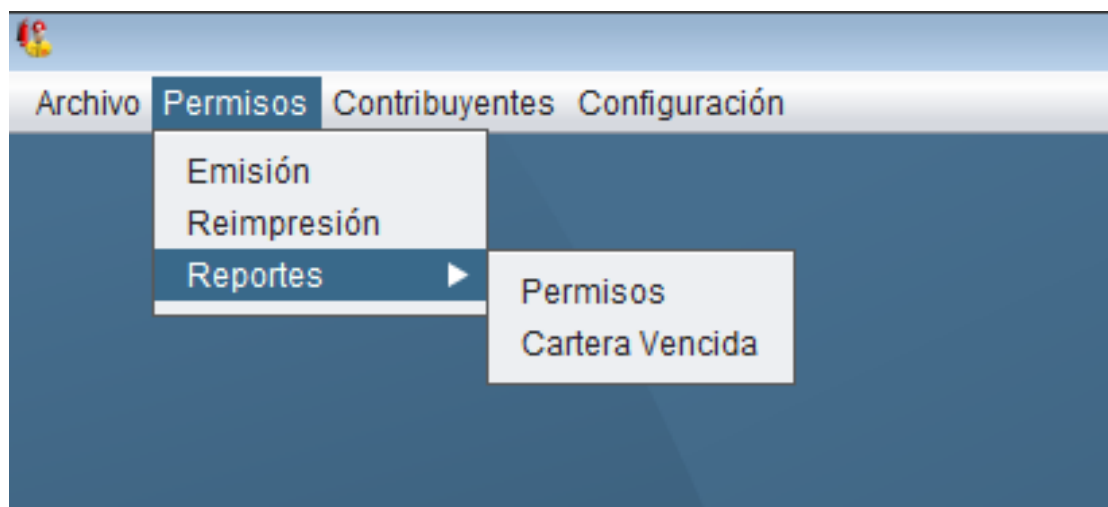 Archivo Permisos Contribuyentes Configuración
Emisión
Reimpresión
Reportes
Permisos
Cartera Vencida